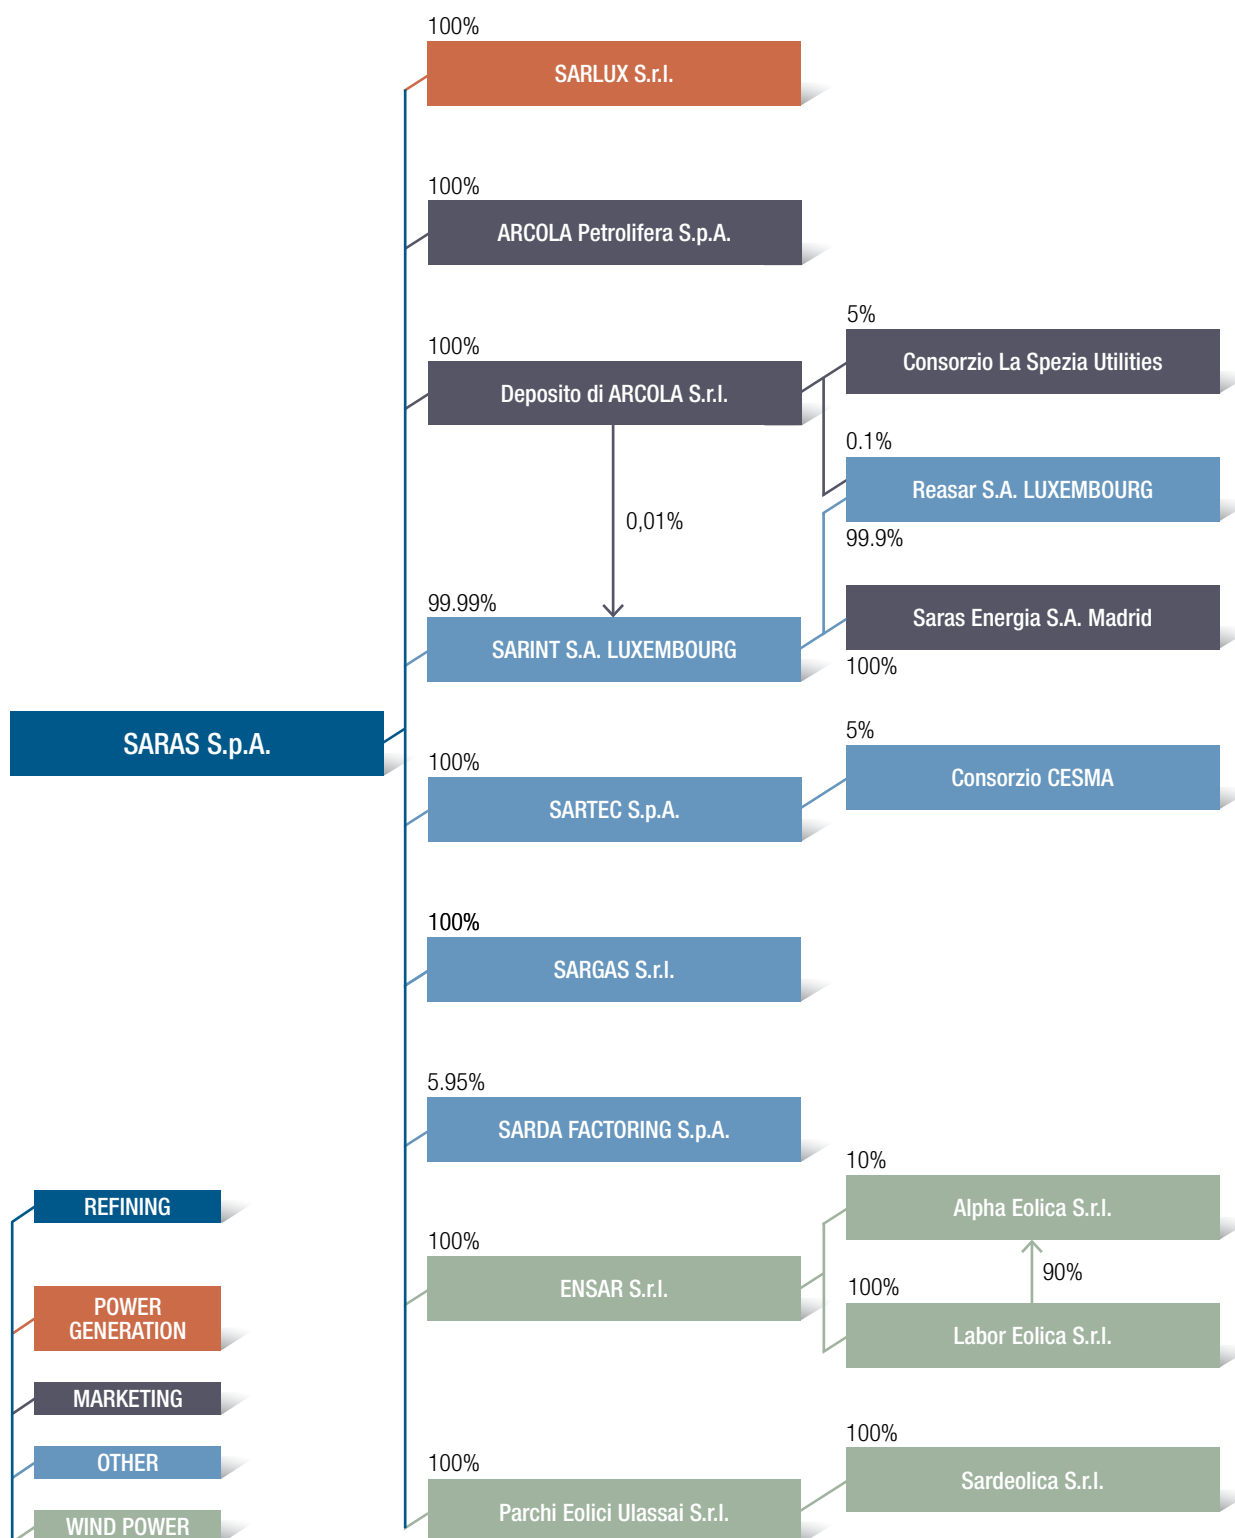 100%
SARLUX S.r.l.
100%
ARCOLA Petrolifera S.p.A.
100%
Deposito di ARCOLA S.r.l.
5%
Consorzio La Spezia Utilities
0.1%
Reasar S.A. LUXEMBOURG
99.9%
0,01%
99.99%
SARINT S.A. LUXEMBOURG
Saras Energia S.A. Madrid
100%
SARAS S.p.A.
100%
SARTEC S.p.A.
5%
Consorzio CESMA
100%
SARGAS S.r.l.
5.95%
SARDA FACTORING S.p.A.
100%
ENSAR S.r.l.
10%
Alpha Eolica S.r.l.
90%
100%
Labor Eolica S.r.l.
100%
Parchi Eolici Ulassai S.r.l.
100%
Sardeolica S.r.l.
REFINING
POWER
GENERATION
MARKETING
OTHER
WIND POWER